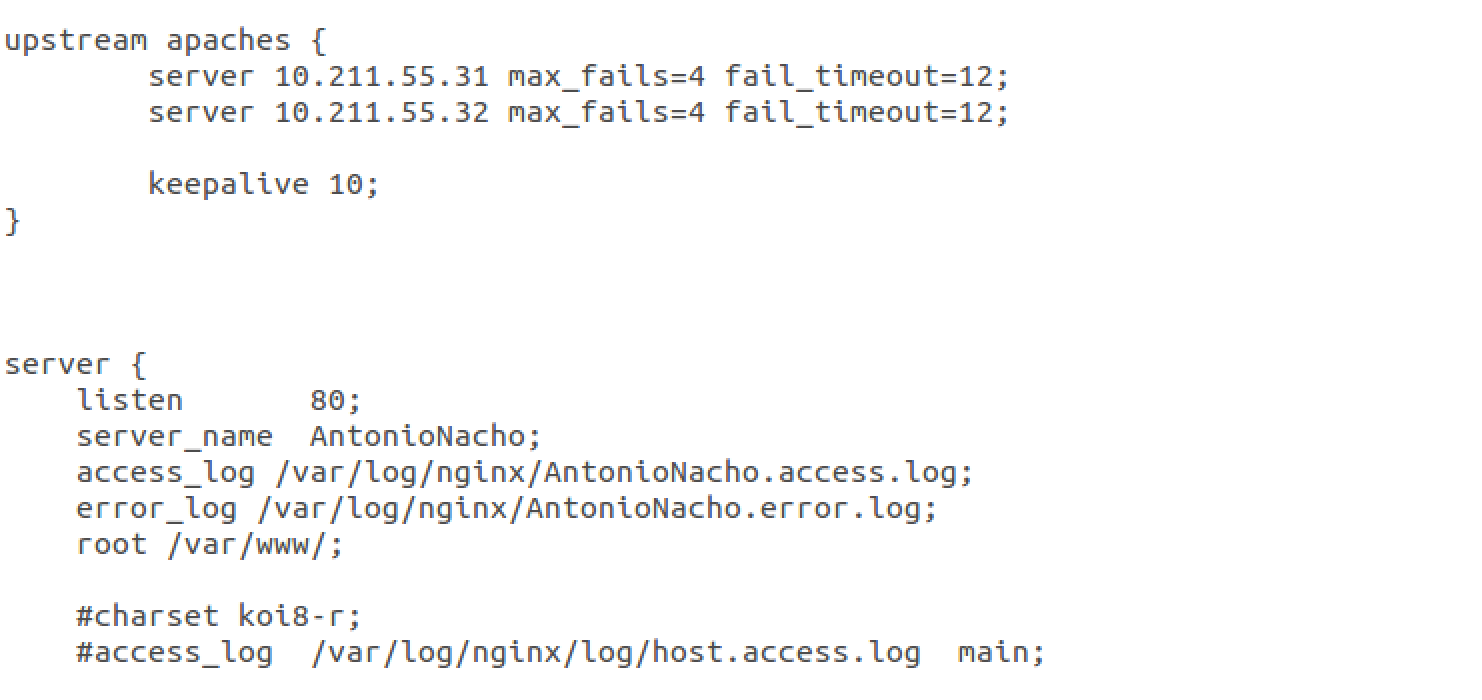 upstream apaches {
        server 10.211.55.31 max_fails=4 fail_timeout=12;
        server 10.211.55.32 max_fails=4 fail_timeout=12;

        keepalive 10;
}

server {
    listen       80;
    server_name  AntonioNacho;
    access_log /var/log/nginx/AntonioNacho.access.log;
    error_log /var/log/nginx/AntonioNacho.error.log;
    root /var/www/;

    #charset koi8-r;
    #access_log  /var/log/nginx/log/host.access.log  main;